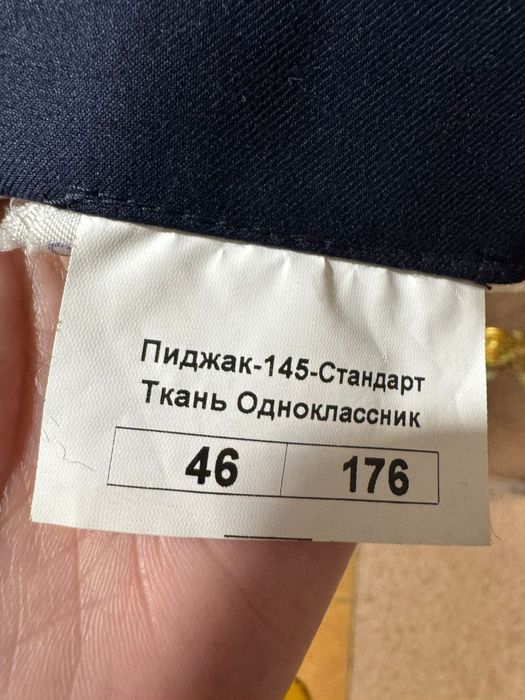 Пиджак-145-Стандарт
Ткань Одноклассник
46 176